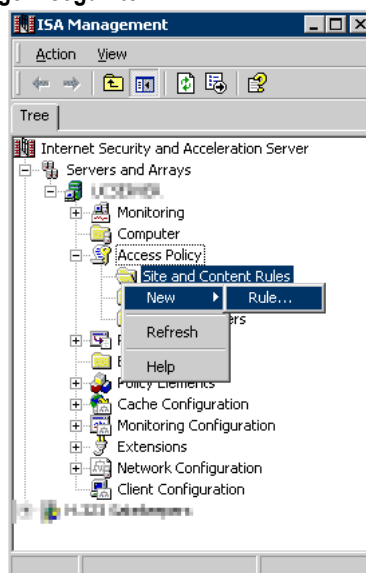 ISA Management
Action View
Tree
Internet Security and Acceleration Server
Servers and Arrays
Monitoring
Computer
Access Policy
Site and Content Rules
New Rule...
ers
Refresh
Help
Policy Elements
Cache Configuration
Monitoring Configuration
Extensions
Network Configuration
Client Configuration